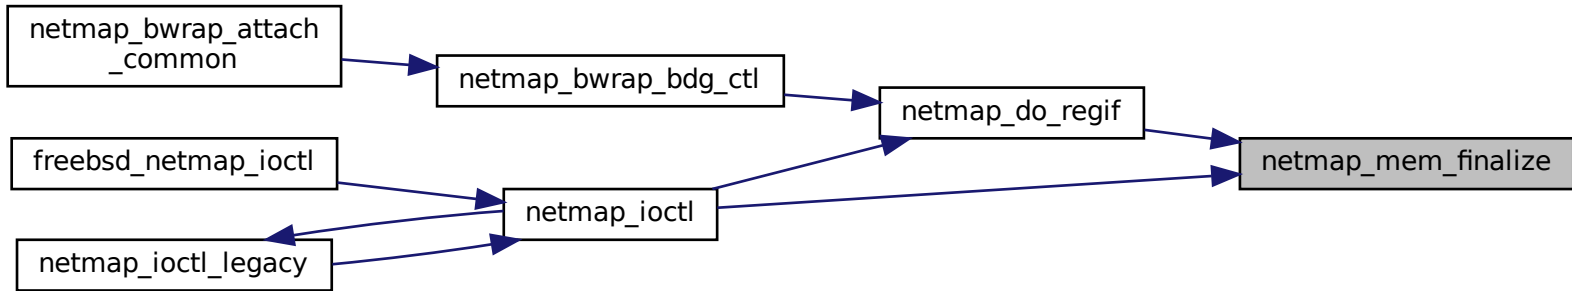 netmap_bwrap_attach
_common
netmap_bwrap_bdg_ctl
netmap_do_regif
freebsd_netmap_ioctl
netmap_mem_finalize
netmap_ioctl
netmap_ioctl_legacy